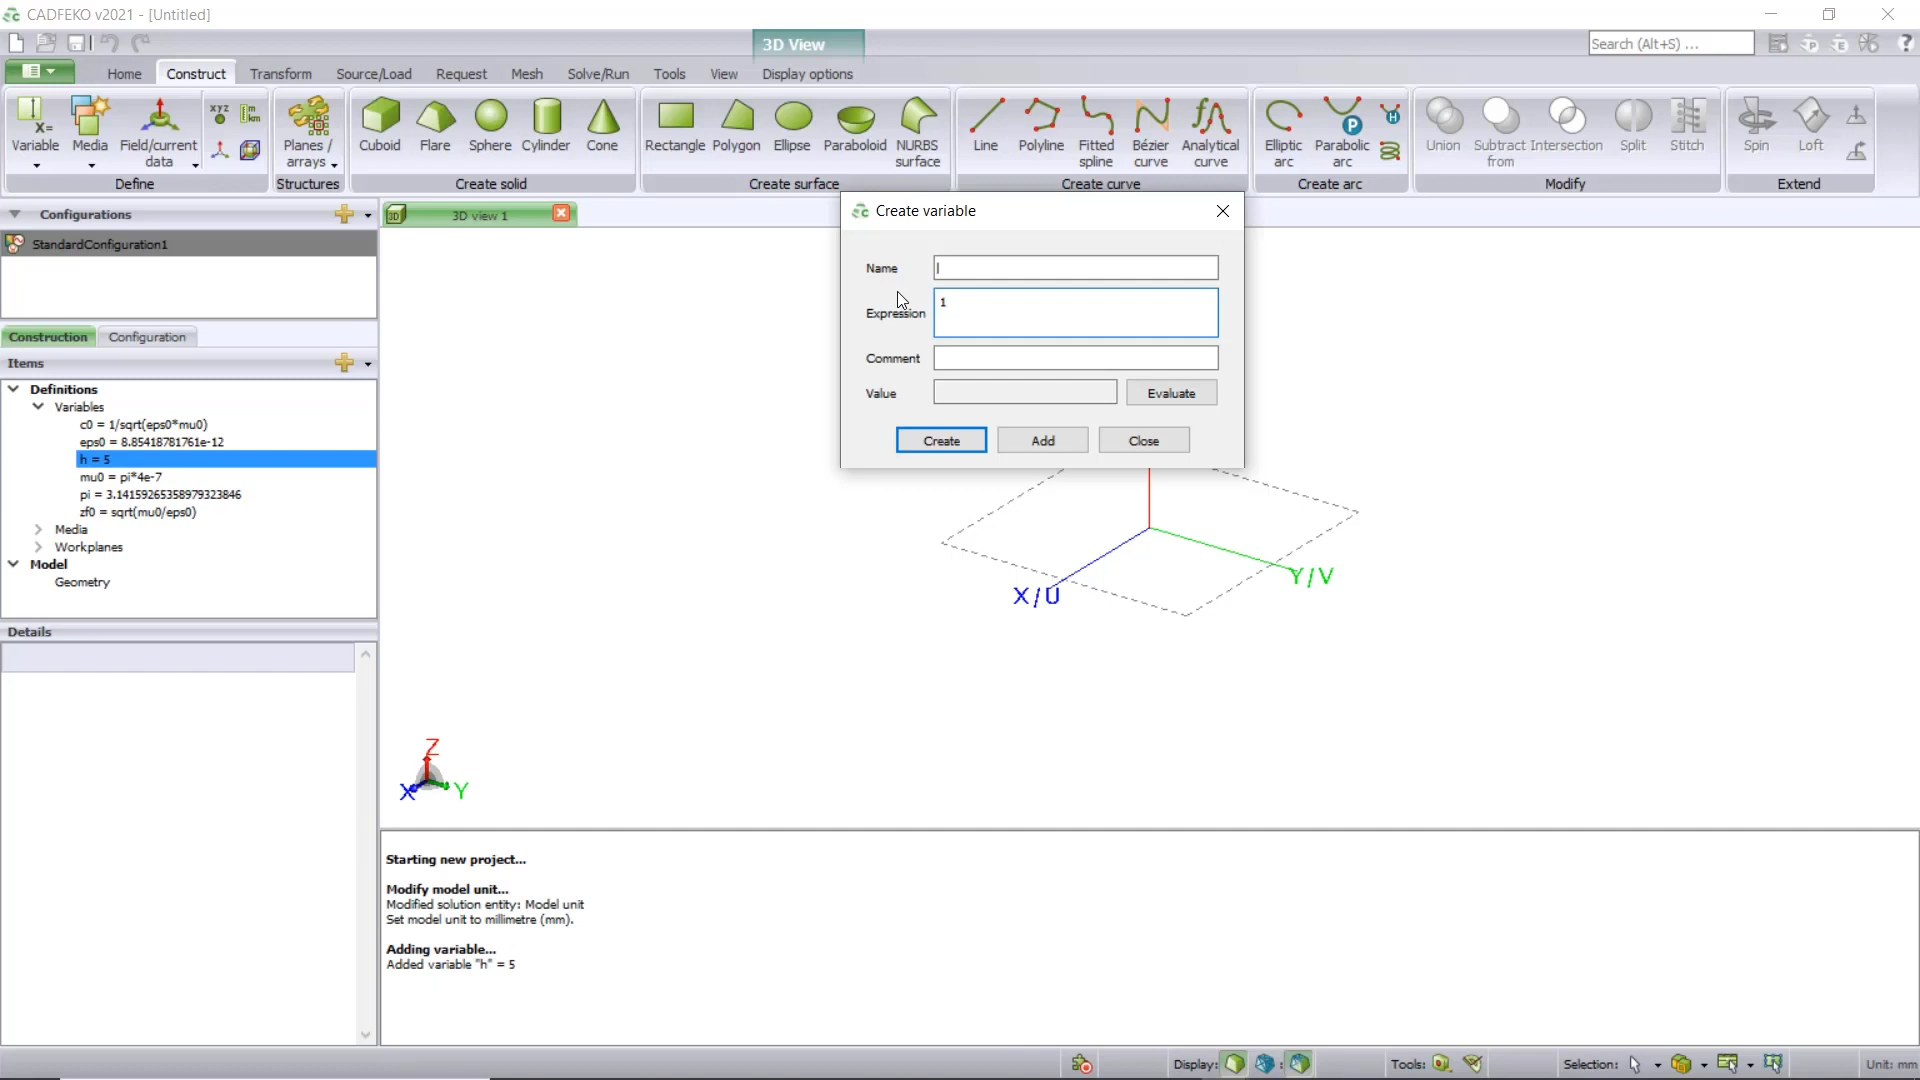 CADFEKO v2021 - [Untitled]
3D View
Search (Alt+S) ...
Home Construct Transform Source/Load Request Mesh Solve/Run Tools View Display options
Variable Media Field/current data
Define
Planes / arrays
Structures
Cuboid Flare Sphere Cylinder Cone
Create solid
Rectangle Polygon Ellipse Paraboloid NURBS surface
Create surface
Line Polyline Fitted spline Bézier curve Analytical curve
Create curve
Elliptic arc Parabolic arc
Create arc
Union Subtract from Intersection Split Stitch
Modify
Spin Loft
Extend
Configurations
StandardConfiguration1
3D view 1
Construction Configuration
Items
Definitions
Variables
c0 = 1/sqrt(eps0*mu0)
eps0 = 8.85418781761e-12
h = 5
mu0 = pi*4e-7
pi = 3.14159265358979323846
zf0 = sqrt(mu0/eps0)
Media
Workplanes
Model
Geometry
Details
Create variable
Name
Expression 1
Comment
Value Evaluate
Create Add Close
X/U
Y/V
Z
X Y
Starting new project...
Modify model unit...
Modified solution entity: Model unit
Set model unit to millimetre (mm).
Adding variable...
Added variable "h" = 5
Display: Tools: Selection: Unit: mm